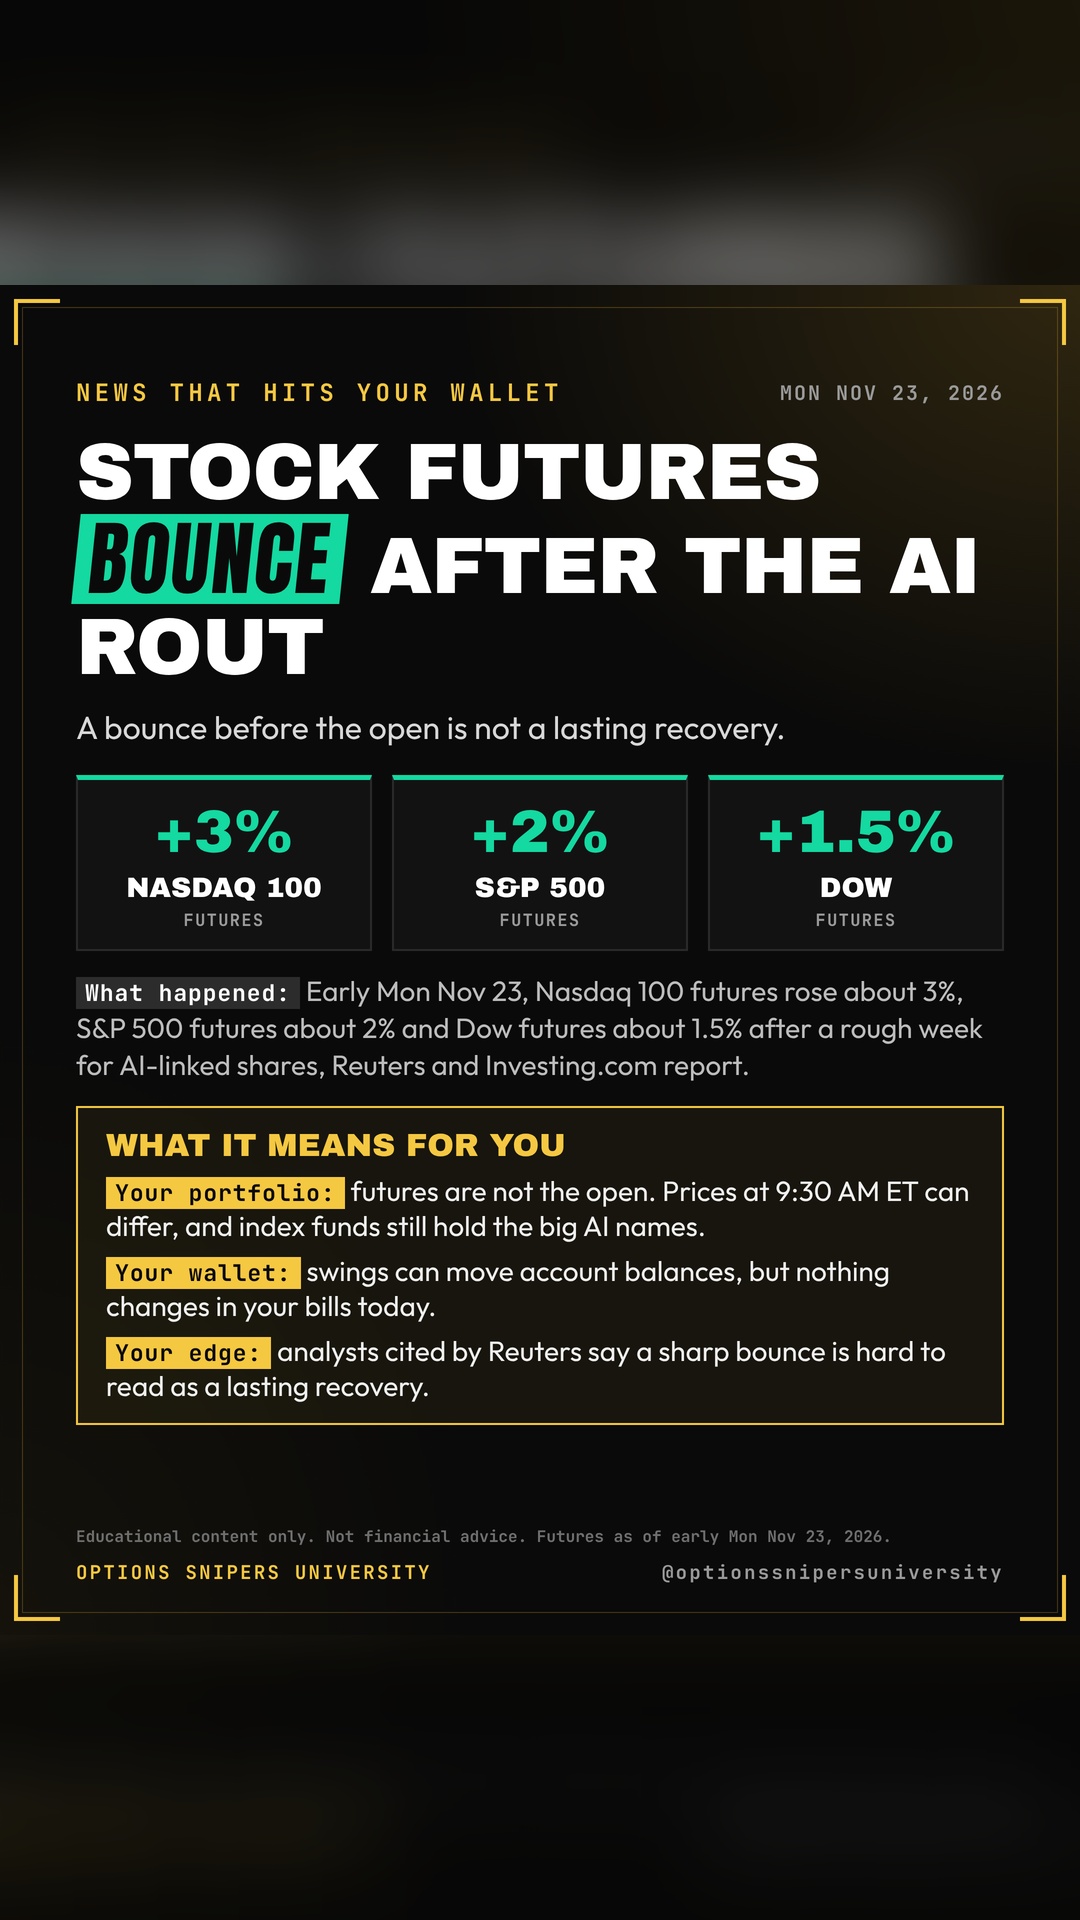 NEWS THAT HITS YOUR WALLET
MON NOV 23, 2026
STOCK FUTURES
BOUNCE AFTER THE AI
ROUT
A bounce before the open is not a lasting recovery.
+3%
NASDAQ 100
FUTURES
+2%
S&P 500
FUTURES
+1.5%
DOW
FUTURES
What happened: Early Mon Nov 23, Nasdaq 100 futures rose about 3%,
S&P 500 futures about 2% and Dow futures about 1.5% after a rough week
for AI-linked shares, Reuters and Investing.com report.
WHAT IT MEANS FOR YOU
Your portfolio: futures are not the open. Prices at 9:30 AM ET can
differ, and index funds still hold the big AI names.
Your wallet: swings can move account balances, but nothing
changes in your bills today.
Your edge: analysts cited by Reuters say a sharp bounce is hard to
read as a lasting recovery.
Educational content only. Not financial advice. Futures as of early Mon Nov 23, 2026.
OPTIONS SNIPERS UNIVERSITY
@optionssnipersuniversity